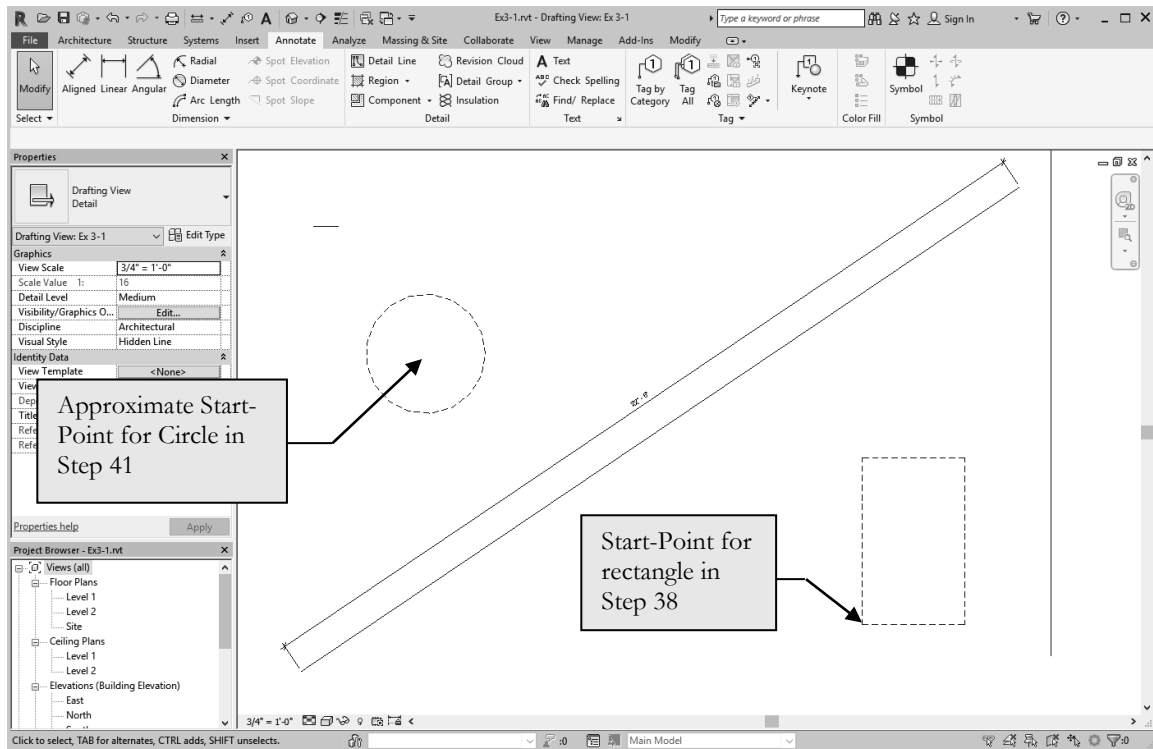 Ex3-1.rvt - Drafting View: Ex 3-1
Type a keyword or phrase
Sign In
File Architecture Structure Systems Insert Annotate Analyze Massing & Site Collaborate View Manage Add-Ins Modify
Modify
Select
Aligned Linear Angular
Radial
Diameter
Arc Length
Spot Elevation
Spot Coordinate
Spot Slope
Dimension
Detail Line
Region
Component
Revision Cloud
Detail Group
Insulation
Detail
A Text
Check Spelling
Find/ Replace
Text
Tag by
Category
Tag
All
Tag
Keynote
Color Fill
Symbol
Symbol
Properties
Drafting View
Detail
Drafting View: Ex 3-1
Edit Type
Graphics
View Scale 3/4" = 1'-0"
Scale Value 1: 16
Detail Level Medium
Visibility/Graphics O... Edit...
Discipline Architectural
Visual Style Hidden Line
Identity Data
View Template <None>
View
Dep
Title
Refe
Refe
Properties help
Apply
Approximate Start-
Point for Circle in
Step 41
Start-Point for
rectangle in
Step 38
2D
Project Browser - Ex3-1.rvt
Views (all)
Floor Plans
Level 1
Level 2
Site
Ceiling Plans
Level 1
Level 2
Elevations (Building Elevation)
East
North
3/4" = 1'-0"
Click to select, TAB for alternates, CTRL adds, SHIFT unselects.
:0
Main Model
:0